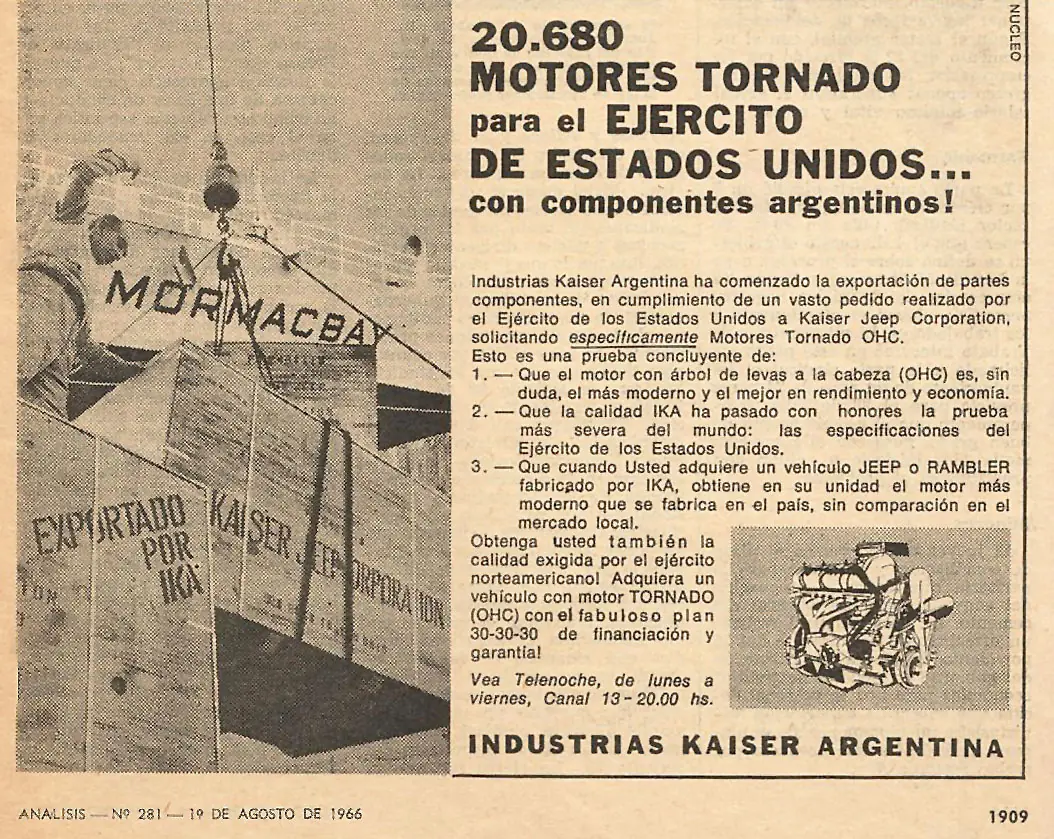 NUCLEO
20.680
MOTORES TORNADO
para el EJERCITO
DE ESTADOS UNIDOS...
con componentes argentinos!
MORMACBAY
EXPORTADO
POR
IKA
KAISER JEEP CORPORATION
Industrias Kaiser Argentina ha comenzado la exportación de partes
componentes, en cumplimiento de un vasto pedido realizado por
el Ejército de los Estados Unidos a Kaiser Jeep Corporation,
solicitando específicamente Motores Tornado OHC.
Esto es una prueba concluyente de:
1. — Que el motor con árbol de levas a la cabeza (OHC) es, sin
duda, el más moderno y el mejor en rendimiento y economía.
2. — Que la calidad IKA ha pasado con honores la prueba
más severa del mundo: las especificaciones del
Ejército de los Estados Unidos.
3. — Que cuando Usted adquiere un vehículo JEEP o RAMBLER
fabricado por IKA, obtiene en su unidad el motor más
moderno que se fabrica en el país, sin comparación en el
mercado local.
Obtenga usted también la
calidad exigida por el ejército
norteamericano! Adquiera un
vehículo con motor TORNADO
(OHC) con el fabuloso plan
30-30-30 de financiación y
garantía!
Vea Telenoche, de lunes a
viernes, Canal 13 - 20.00 hs.
INDUSTRIAS KAISER ARGENTINA
ANALISIS — Nº 281 — 19 DE AGOSTO DE 1966
1909